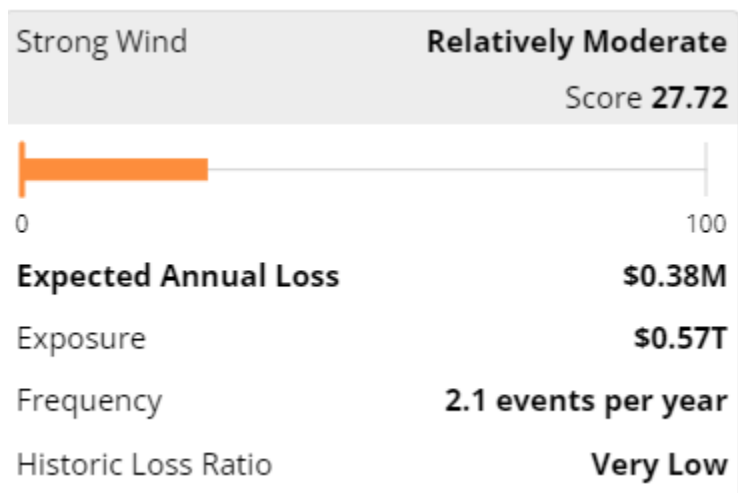 Strong Wind Relatively Moderate
Score 27.72
0 100
Expected Annual Loss $0.38M
Exposure $0.57T
Frequency 2.1 events per year
Historic Loss Ratio Very Low